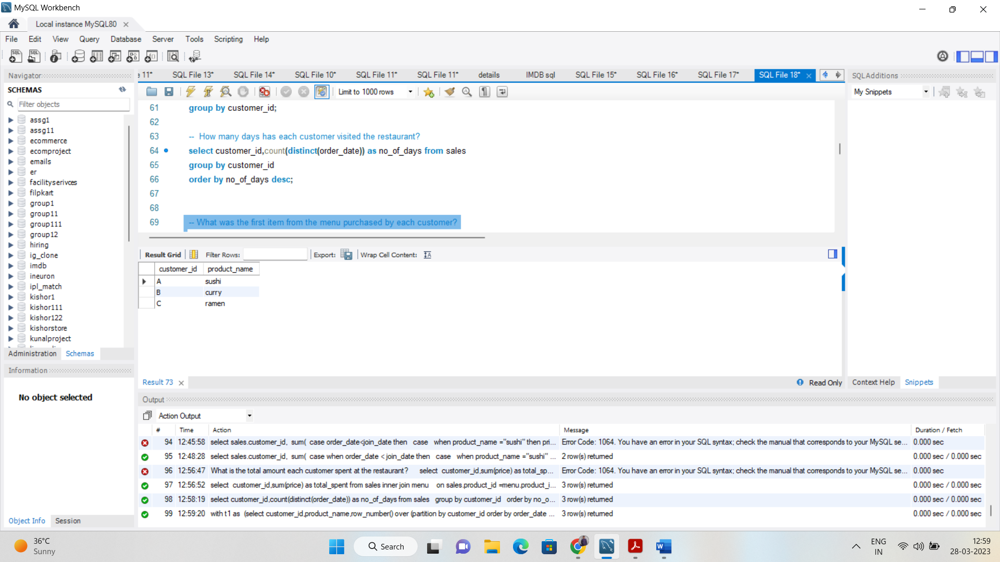 MySQL Workbench
Local instance MySQL80
File Edit View Query Database Server Tools Scripting Help
Navigator
SCHEMAS
Filter objects
assg1
assg11
ecommerce
ecomproject
emails
er
facilityserivces
filpkart
group1
group11
group111
group12
hiring
ig_clone
imdb
ineuron
ipl_match
kishor1
kishor111
kishor122
kishorstore
kunalproject
Administration Schemas
Information
No object selected
Object Info Session
11* SQL File 13* SQL File 14* SQL File 10* SQL File 11* SQL File 11* details IMDB sql SQL File 15* SQL File 16* SQL File 17* SQL File 18*
Limit to 1000 rows
61 group by customer_id;
62
63 -- How many days has each customer visited the restaurant?
64 select customer_id,count(distinct(order_date)) as no_of_days from sales
65 group by customer_id
66 order by no_of_days desc;
67
68
69 -- What was the first item from the menu purchased by each customer?
Result Grid Filter Rows: Export: Wrap Cell Content:
customer_id product_name
A sushi
B curry
C ramen
Result 73 Read Only
SQLAdditions
My Snippets
Context Help Snippets
Output
Action Output
# Time Action Message Duration / Fetch
94 12:45:58 select sales.customer_id, sum( case order_date<join_date then case when product_name ="sushi" then pri... Error Code: 1064. You have an error in your SQL syntax; check the manual that corresponds to your MySQL se... 0.000 sec
95 12:48:28 select sales.customer_id, sum( case when order_date < join_date then case when product_name ="sushi" ... 2 row(s) returned 0.000 sec / 0.000 sec
96 12:56:47 What is the total amount each customer spent at the restaurant? select customer_id,sum(price) as total_sp... Error Code: 1064. You have an error in your SQL syntax; check the manual that corresponds to your MySQL se... 0.000 sec
97 12:56:52 select customer_id,sum(price) as total_spent from sales inner join menu on sales.product_id =menu.product_i... 3 row(s) returned 0.000 sec / 0.000 sec
98 12:58:19 select customer_id,count(distinct(order_date)) as no_of_days from sales group by customer_id order by no_o... 3 row(s) returned 0.000 sec / 0.000 sec
99 12:59:20 with t1 as (select customer_id,product_name,row_number() over (partition by customer_id order by order_date ... 3 row(s) returned 0.000 sec / 0.000 sec
36°C
Sunny
Search
ENG
IN
12:59
28-03-2023